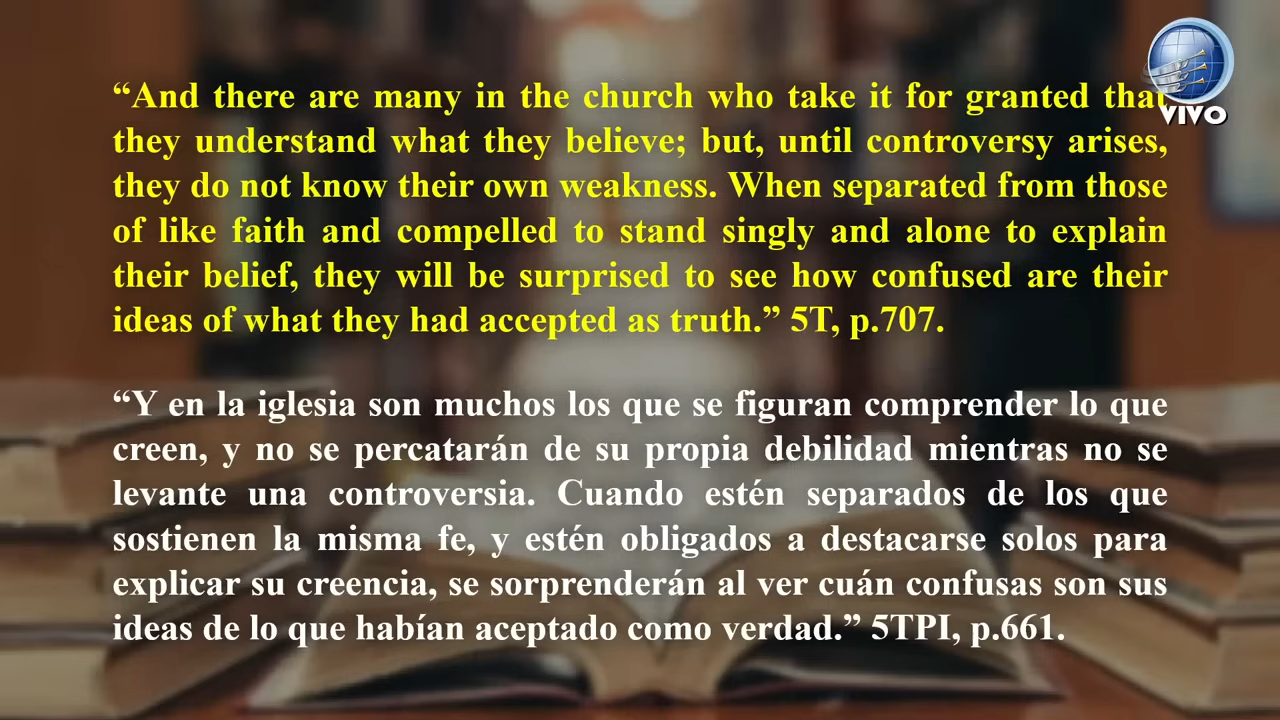 “And there are many in the church who take it for granted that
they understand what they believe; but, until controversy arises,
they do not know their own weakness. When separated from those
of like faith and compelled to stand singly and alone to explain
their belief, they will be surprised to see how confused are their
ideas of what they had accepted as truth.” 5T, p.707.
“Y en la iglesia son muchos los que se figuran comprender lo que
creen, y no se percatarán de su propia debilidad mientras no se
levante una controversia. Cuando estén separados de los que
sostienen la misma fe, y estén obligados a destacarse solos para
explicar su creencia, se sorprenderán al ver cuán confusas son sus
ideas de lo que habían aceptado como verdad.” 5TPI, p.661.
VIVO